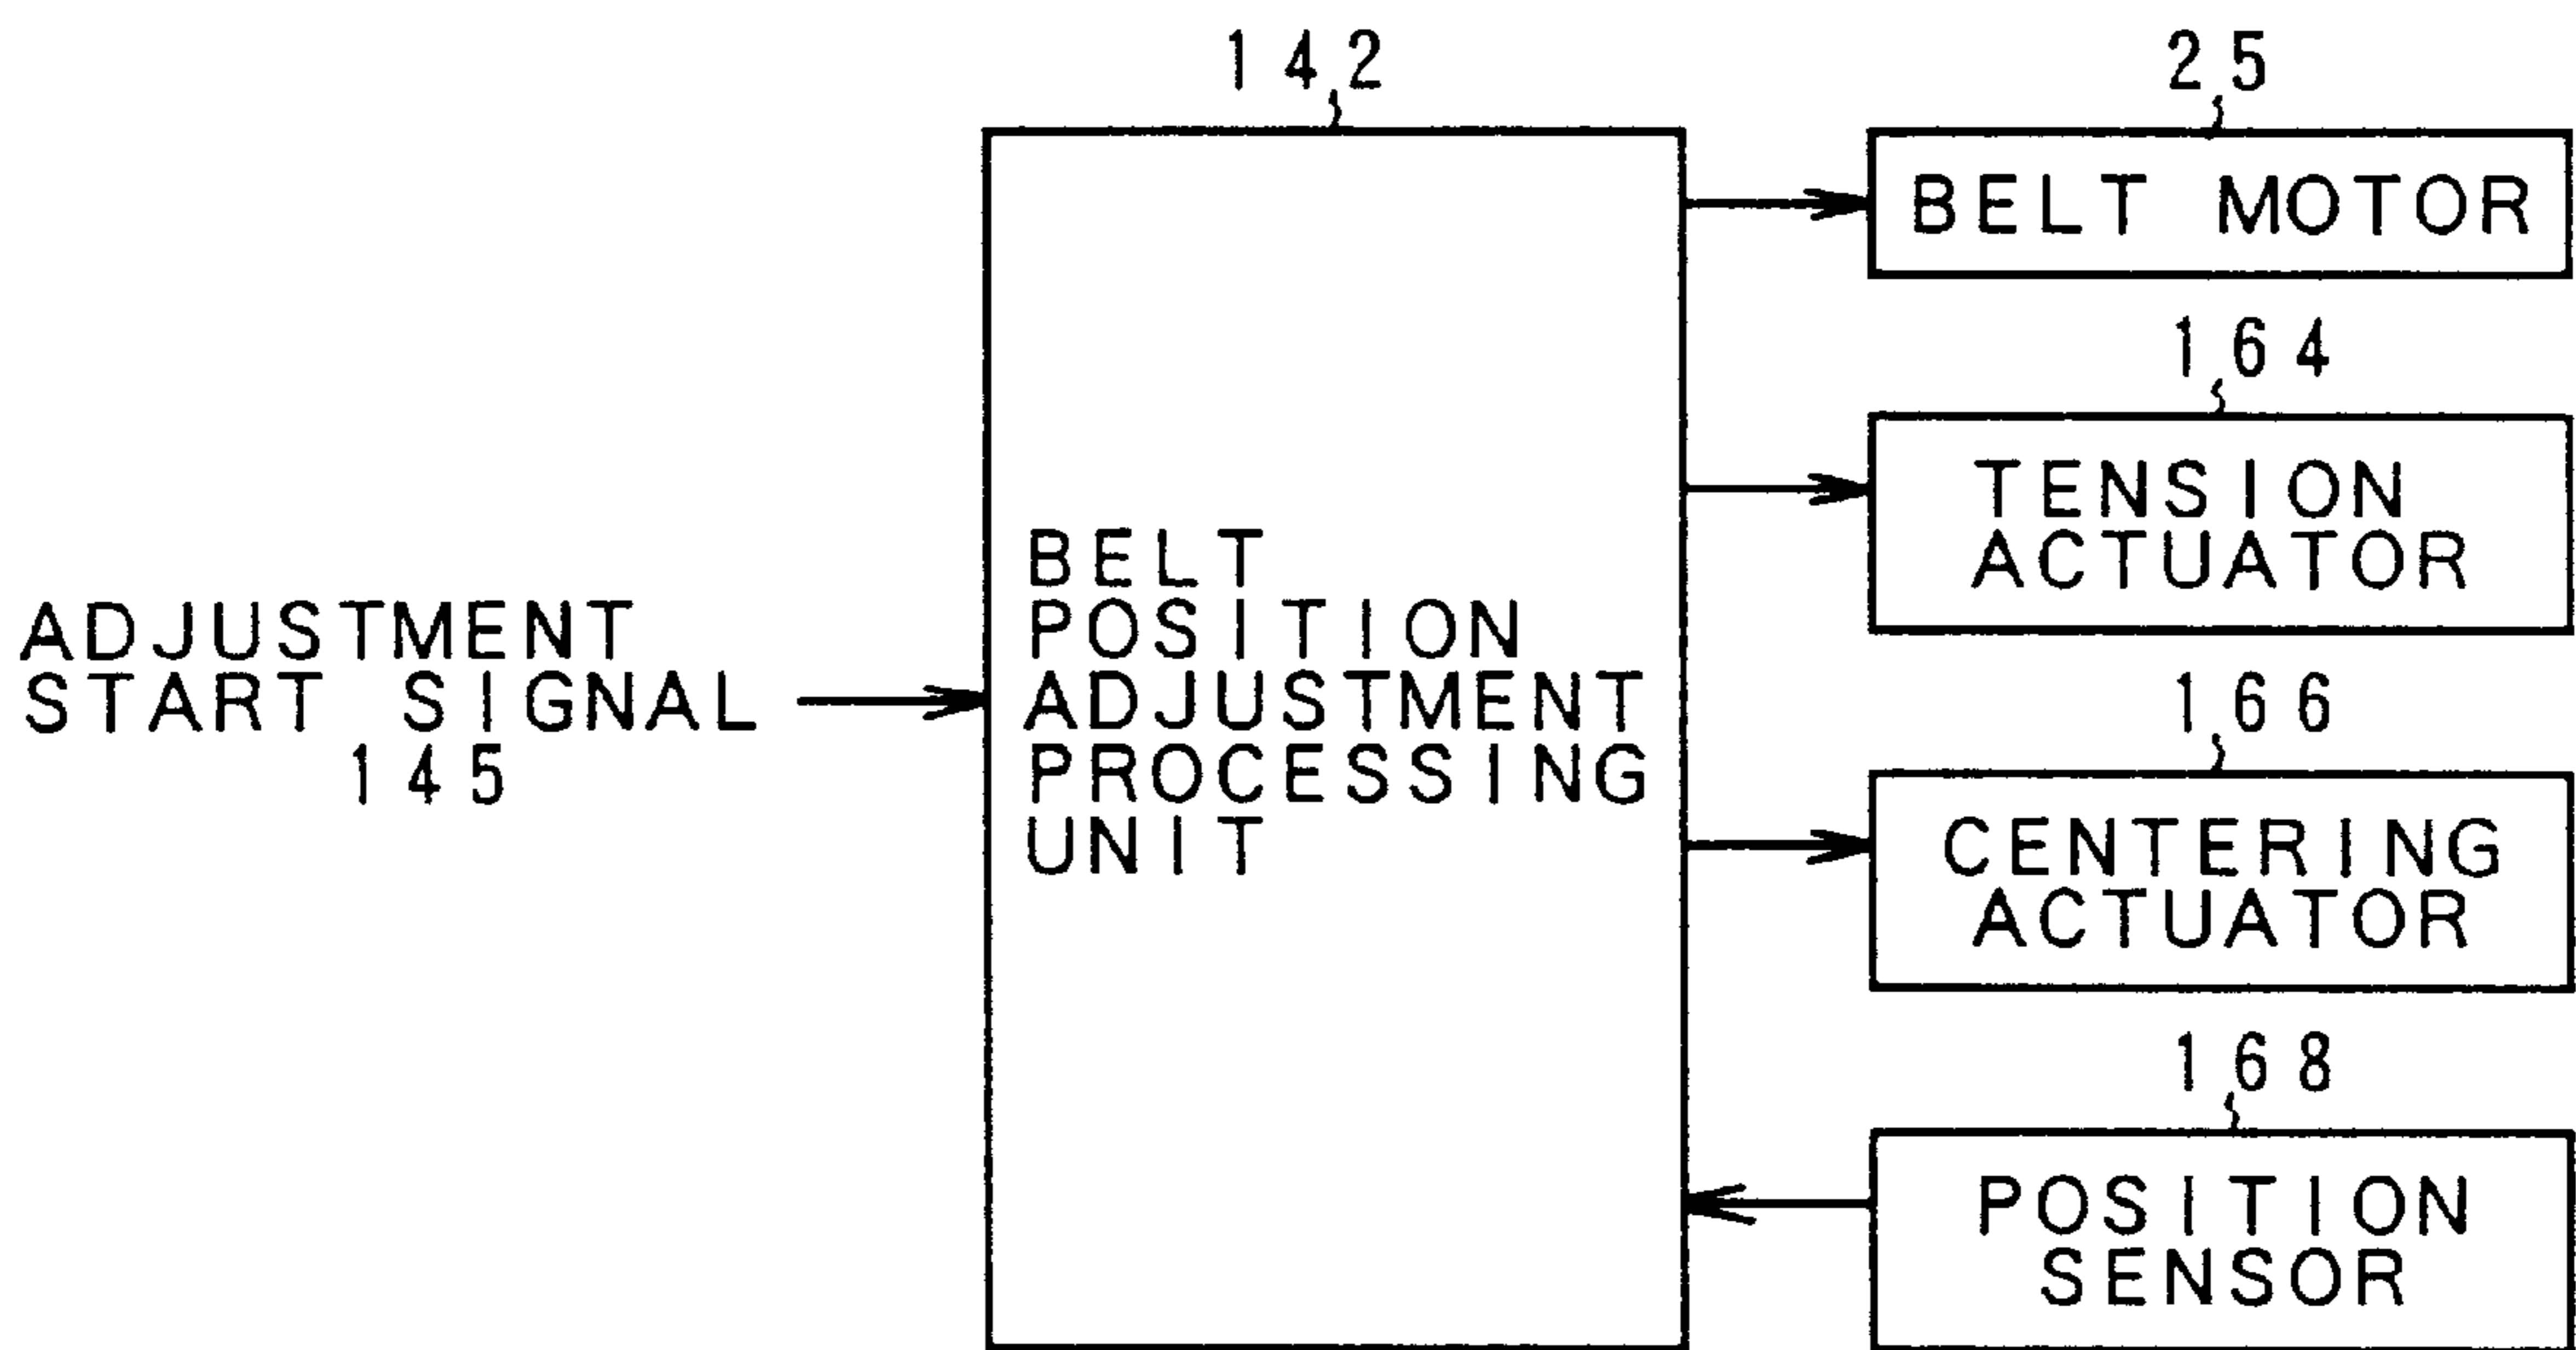 142
25
BELT MOTOR
164
TENSION
ACTUATOR
BELT
POSITION
ADJUSTMENT
PROCESSING
UNIT
ADJUSTMENT
START SIGNAL
145
166
CENTERING
ACTUATOR
168
POSITION
SENSOR